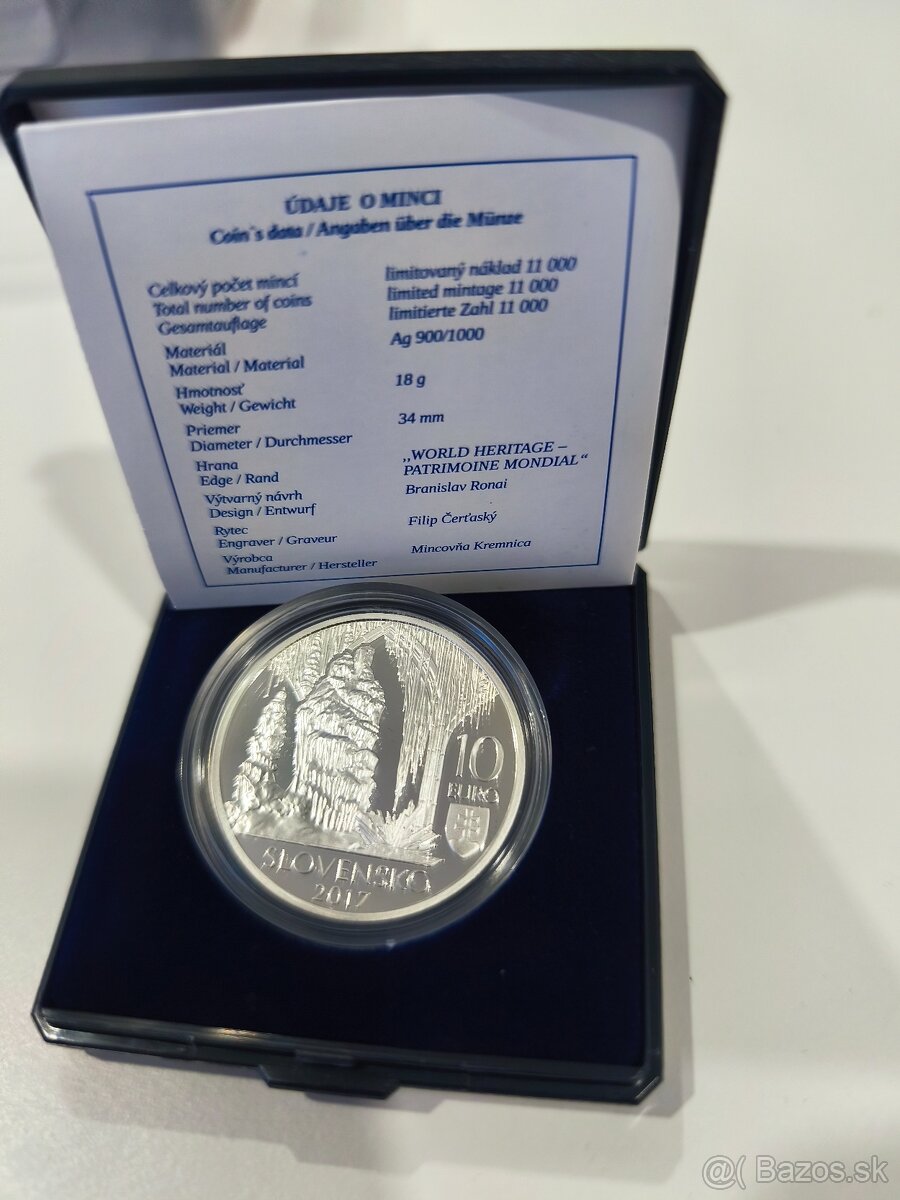 ÚDAJE O MINCI
Coin's data / Angaben über die Münze
Celkový počet mincí
Total number of coins
Gesamtauflage
limitovaný náklad 11 000
limited mintage 11 000
limitierte Zahl 11 000
Materiál
Material / Material
Ag 900/1000
Hmotnosť
Weight / Gewicht
18 g
Priemer
Diameter / Durchmesser
34 mm
Hrana
Edge / Rand
„WORLD HERITAGE –
PATRIMOINE MONDIAL“
Výtvarný návrh
Design / Entwurf
Branislav Ronai
Rytec
Engraver / Graveur
Filip Čerťaský
Výrobca
Manufacturer / Hersteller
Mincovňa Kremnica
10
EURO
SLOVENSKO
2017
@( Bazos.sk